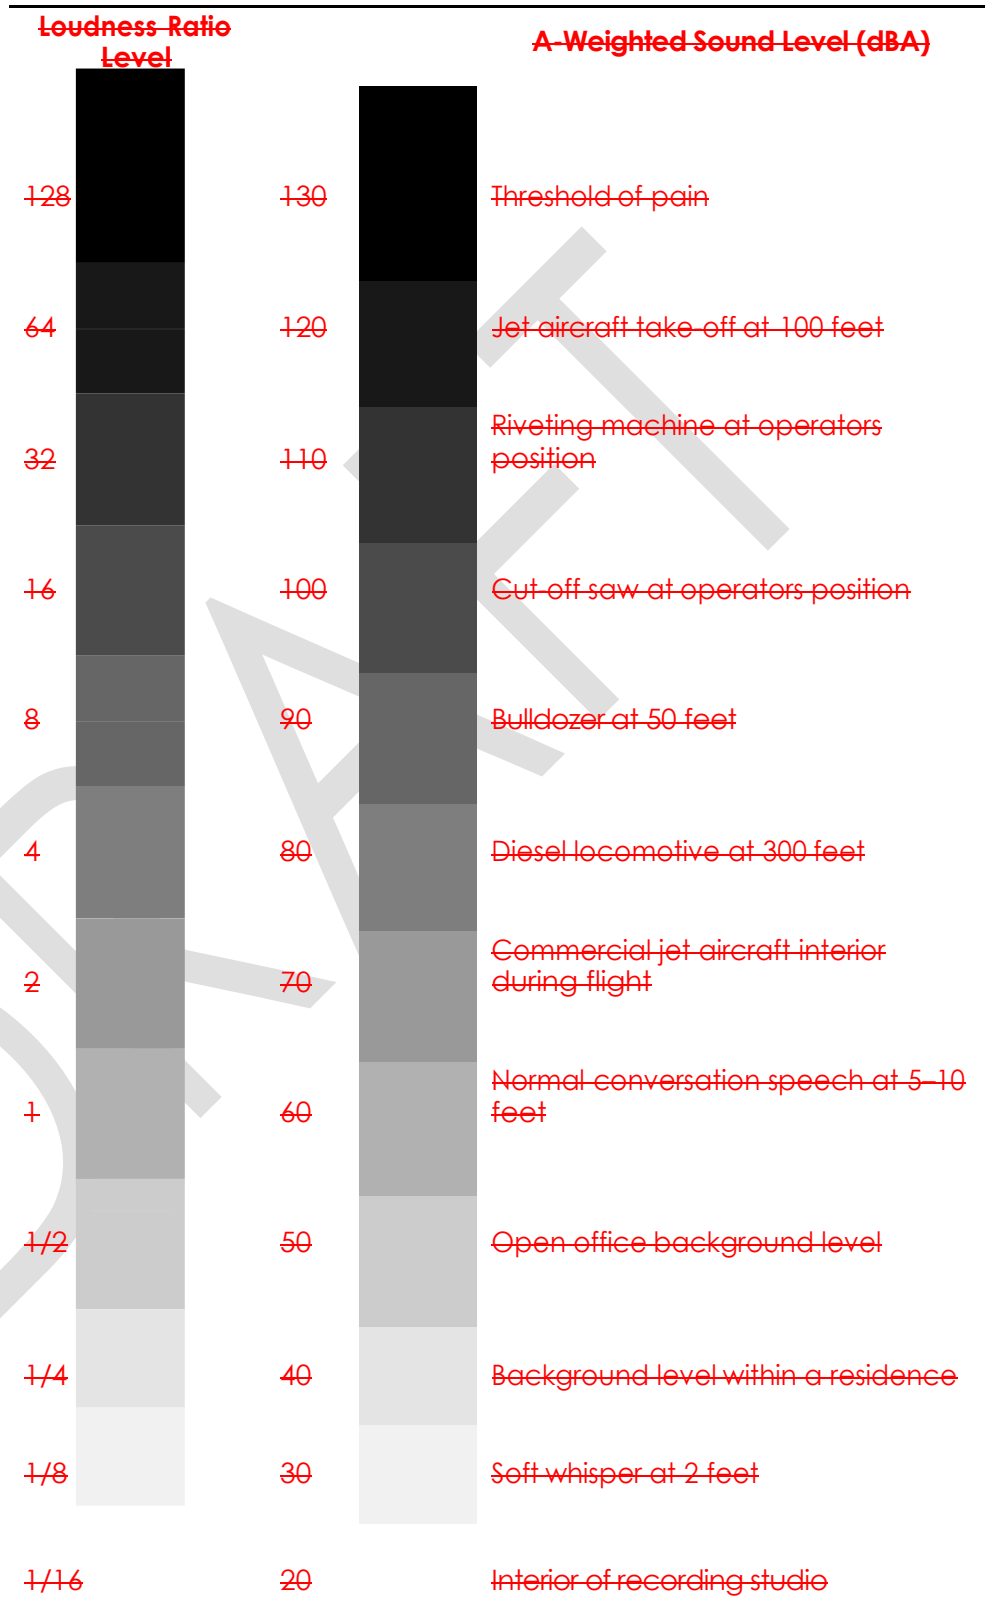 Loudness Ratio
Level
A-Weighted Sound Level (dBA)
128 130 Threshold of pain
64 120 Jet aircraft take-off at 100 feet
32 110 Riveting machine at operators
position
16 100 Cut-off saw at operators position
8 90 Bulldozer at 50 feet
4 80 Diesel locomotive at 300 feet
2 70 Commercial jet aircraft interior
during flight
1 60 Normal conversation speech at 5–10
feet
1/2 50 Open office background level
1/4 40 Background level within a residence
1/8 30 Soft whisper at 2 feet
1/16 20 Interior of recording studio
DRAFT